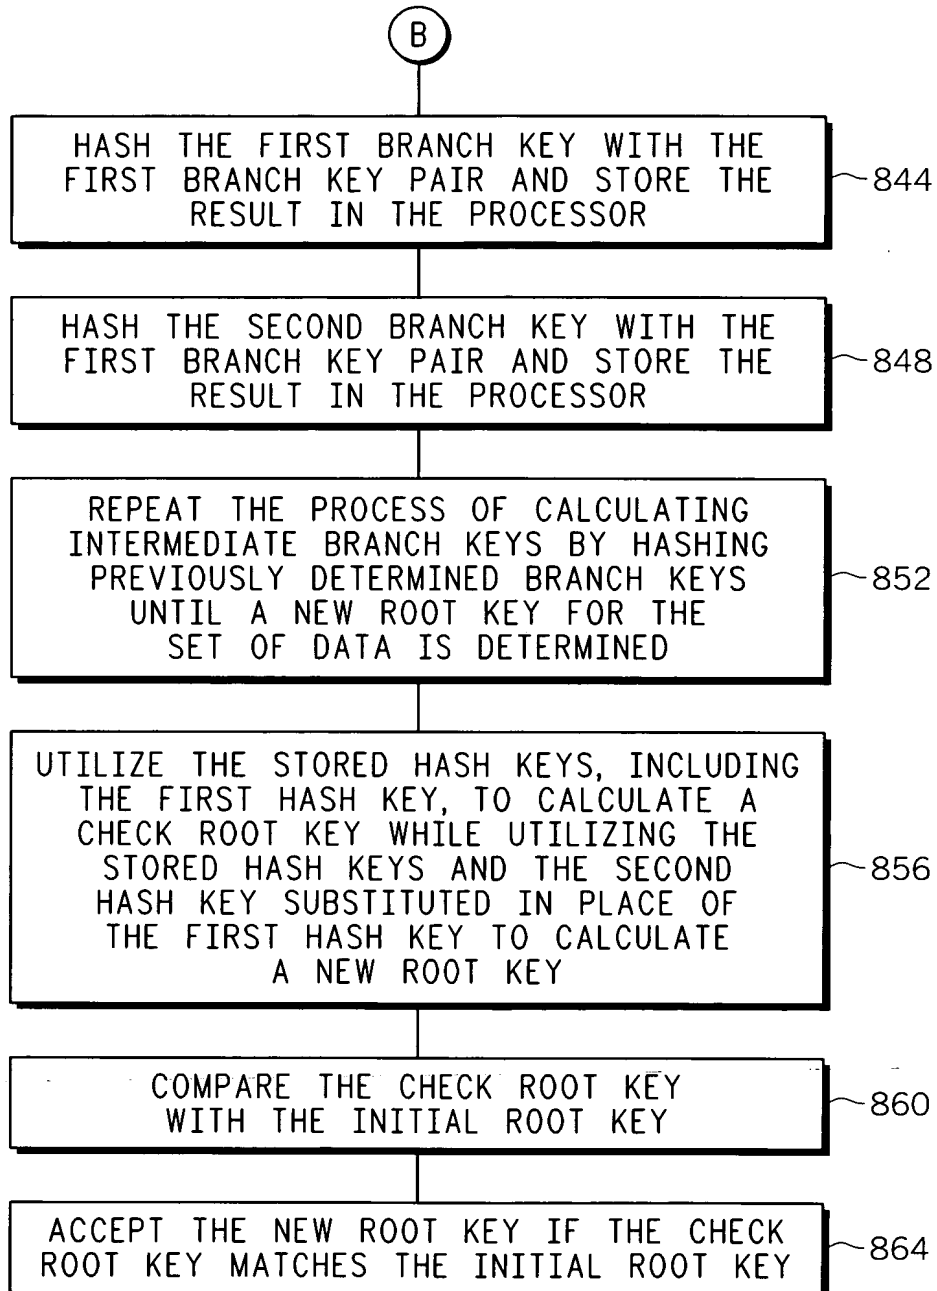 B
HASH THE FIRST BRANCH KEY WITH THE
FIRST BRANCH KEY PAIR AND STORE THE
RESULT IN THE PROCESSOR
844
HASH THE SECOND BRANCH KEY WITH THE
FIRST BRANCH KEY PAIR AND STORE THE
RESULT IN THE PROCESSOR
848
REPEAT THE PROCESS OF CALCULATING
INTERMEDIATE BRANCH KEYS BY HASHING
PREVIOUSLY DETERMINED BRANCH KEYS
UNTIL A NEW ROOT KEY FOR THE
SET OF DATA IS DETERMINED
852
UTILIZE THE STORED HASH KEYS, INCLUDING
THE FIRST HASH KEY, TO CALCULATE A
CHECK ROOT KEY WHILE UTILIZING THE
STORED HASH KEYS AND THE SECOND
HASH KEY SUBSTITUTED IN PLACE OF
THE FIRST HASH KEY TO CALCULATE
A NEW ROOT KEY
856
COMPARE THE CHECK ROOT KEY
WITH THE INITIAL ROOT KEY
860
ACCEPT THE NEW ROOT KEY IF THE CHECK
ROOT KEY MATCHES THE INITIAL ROOT KEY
864